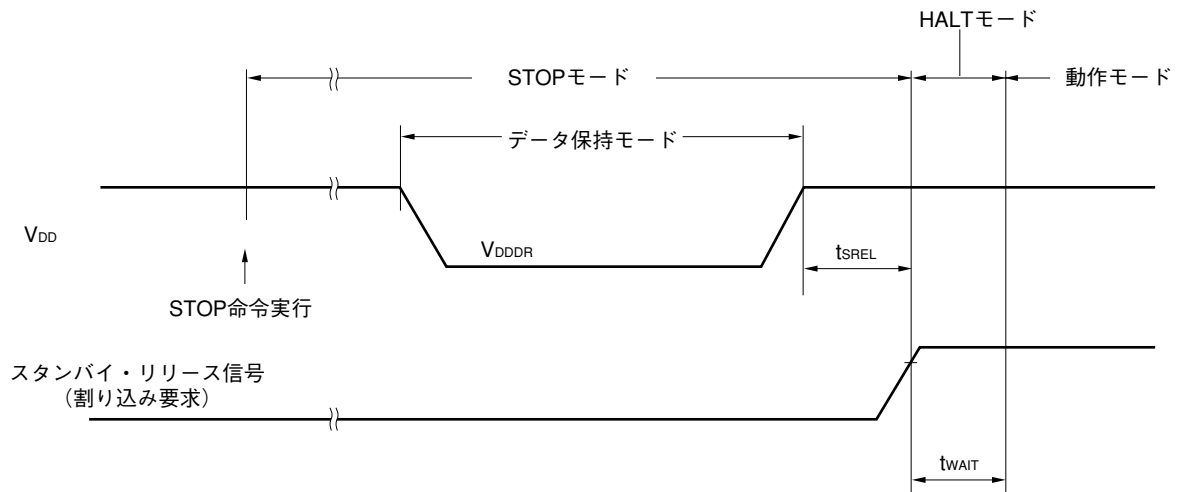 HALTモード
STOPモード
動作モード
データ保持モード
VDD
VDDDR
tSREL
STOP命令実行
スタンバイ・リリース信号
（割り込み要求）
tWAIT